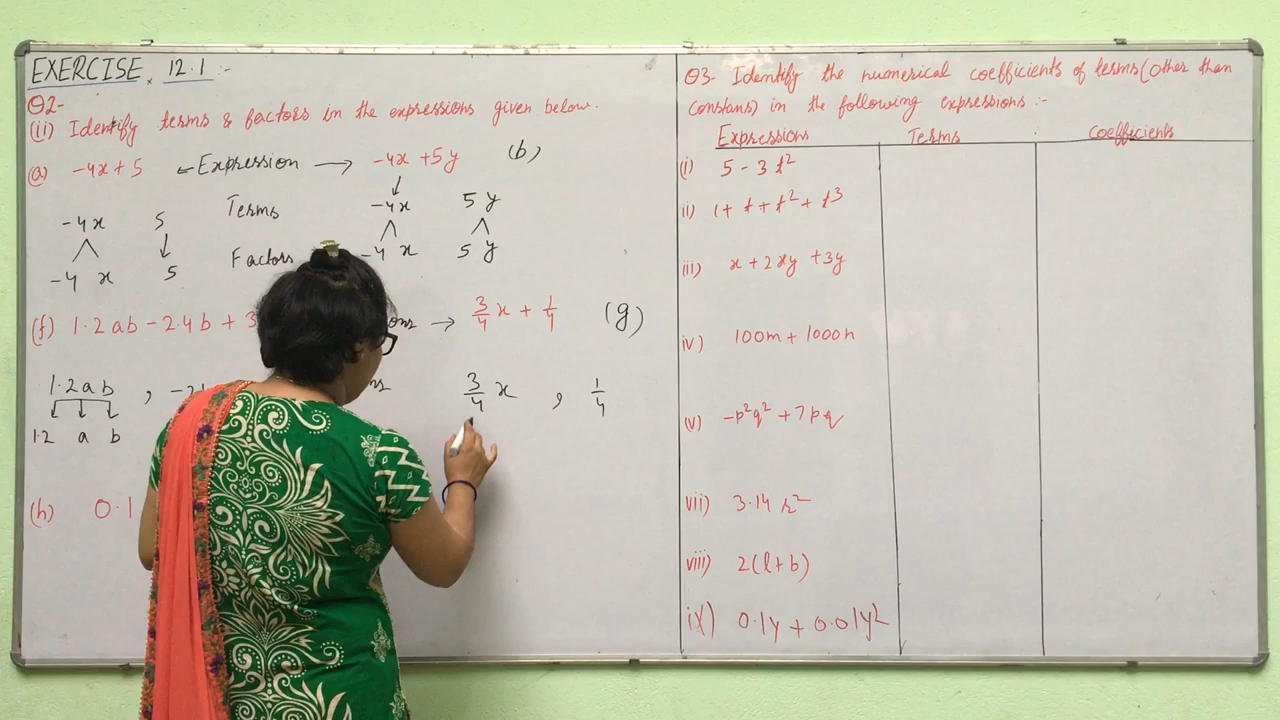 EXERCISE 12.1 :-
Q2-
(ii) Identify terms & factors in the expressions given below.
(a) -4x + 5 ← Expression → -4x + 5y (b)
-4x 5 Terms -4x 5y
-4 x 5 Factors -4 x 5 y
(f) 1.2ab - 2.4b + 3 → 3/4 x + 1/4 (g)
1.2ab , 3/4 x , 1/4
1.2 a b
(h) 0.1
Q3- Identify the numerical coefficients of terms (other than
constans) in the following expressions :-
Expressions Terms Coefficients
(i) 5 - 3t²
ii) 1 + t + t² + t³
(iii) x + 2xy + 3y
iv) 100m + 1000n
(v) -p²q² + 7pq
vii) 3.14 r²
viii) 2(l+b)
ix) 0.1y + 0.01y²